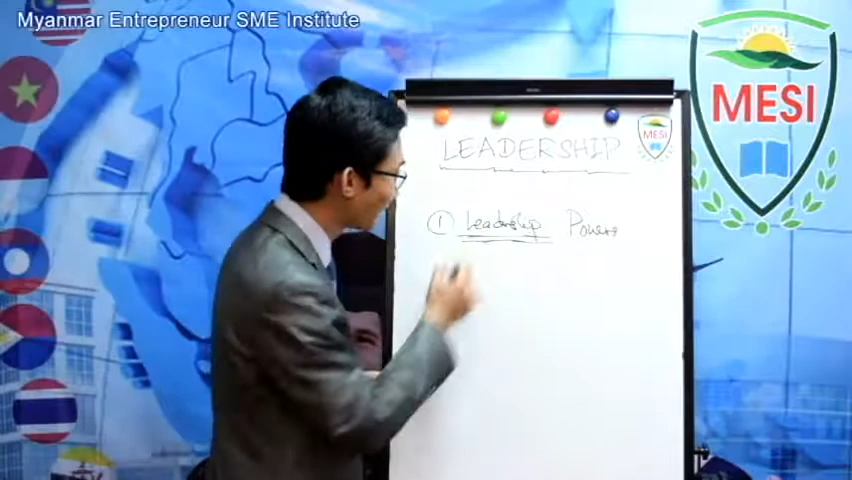 Myanmar Entrepreneur SME Institute
MESI
MESI
LEADERSHIP
① Leadership Powers